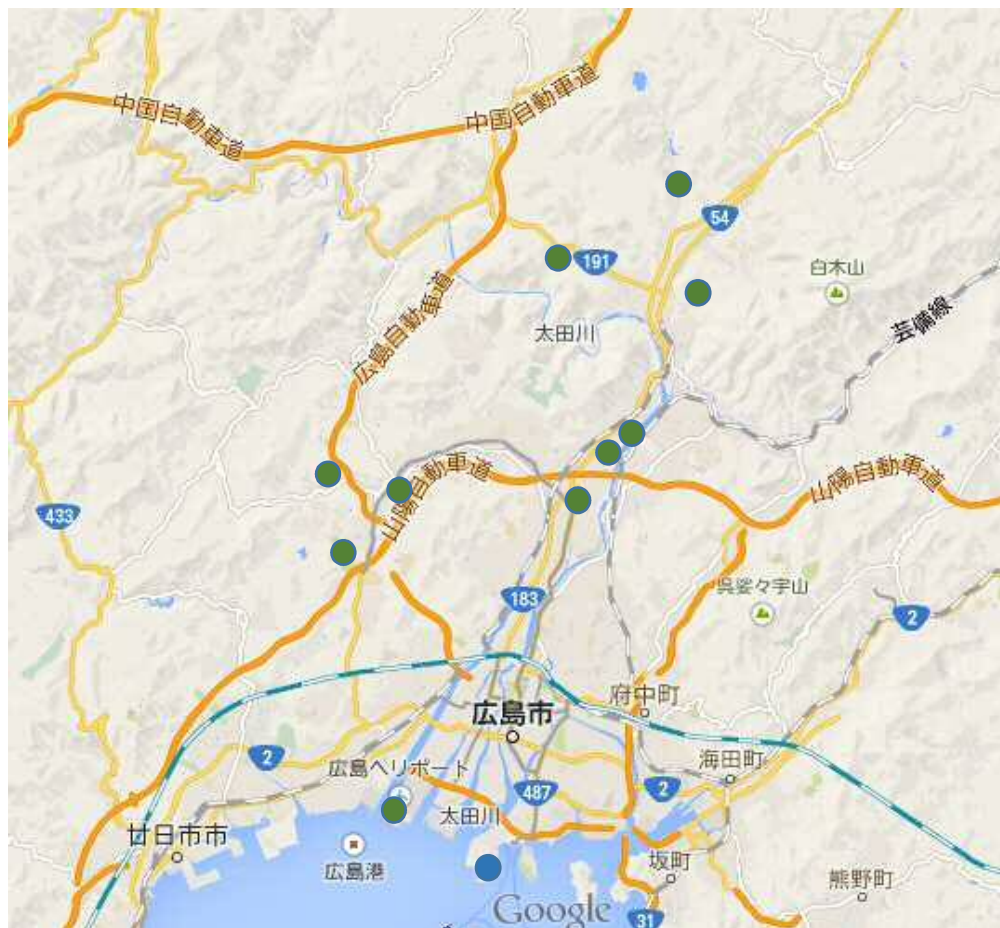 中国自動車道
中国自動車道
54
191
白木山
広島自動車道
太田川
芸備線
山陽自動車道
山陽自動車道
433
呉娑々宇山
183
2
府中町
広島市
2
広島ヘリポート
海田町
487
2
太田川
廿日市市
広島港
坂町
熊野町
Google
31